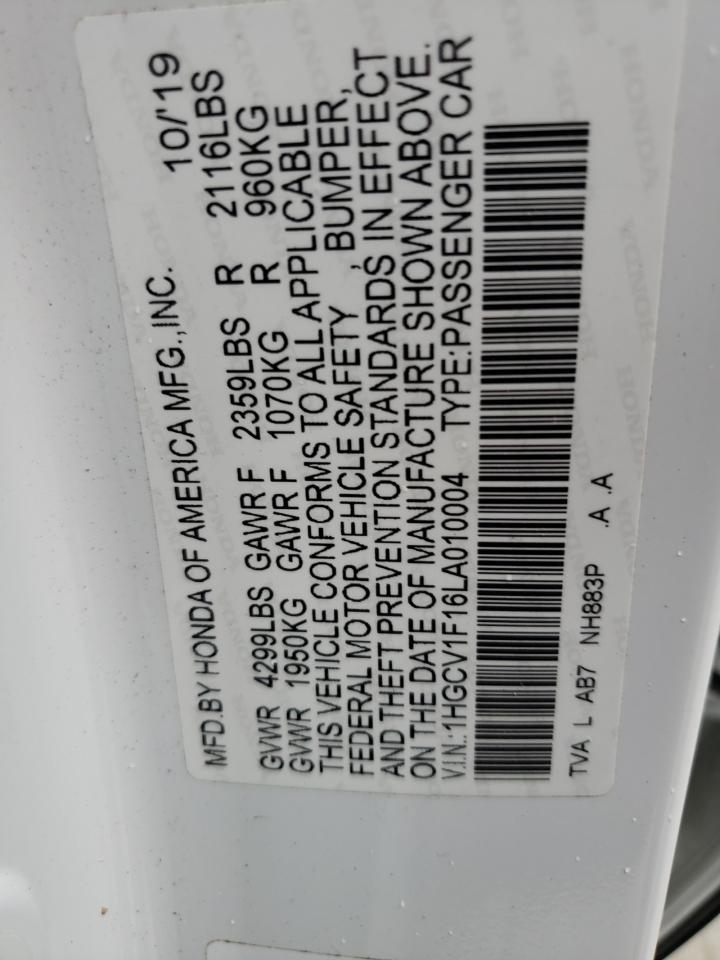 MFD.BY HONDA OF AMERICA MFG.,INC. 10/'19
GVWR 4299LBS GAWR F 2359LBS R 2116LBS
GVWR 1950KG GAWR F 1070KG R 960KG
THIS VEHICLE CONFORMS TO ALL APPLICABLE
FEDERAL MOTOR VEHICLE SAFETY , BUMPER,
AND THEFT PREVENTION STANDARDS IN EFFECT
ON THE DATE OF MANUFACTURE SHOWN ABOVE.
V.I.N.:1HGCV1F16LA010004 TYPE:PASSENGER CAR
TVA L AB7 NH883P .A .A